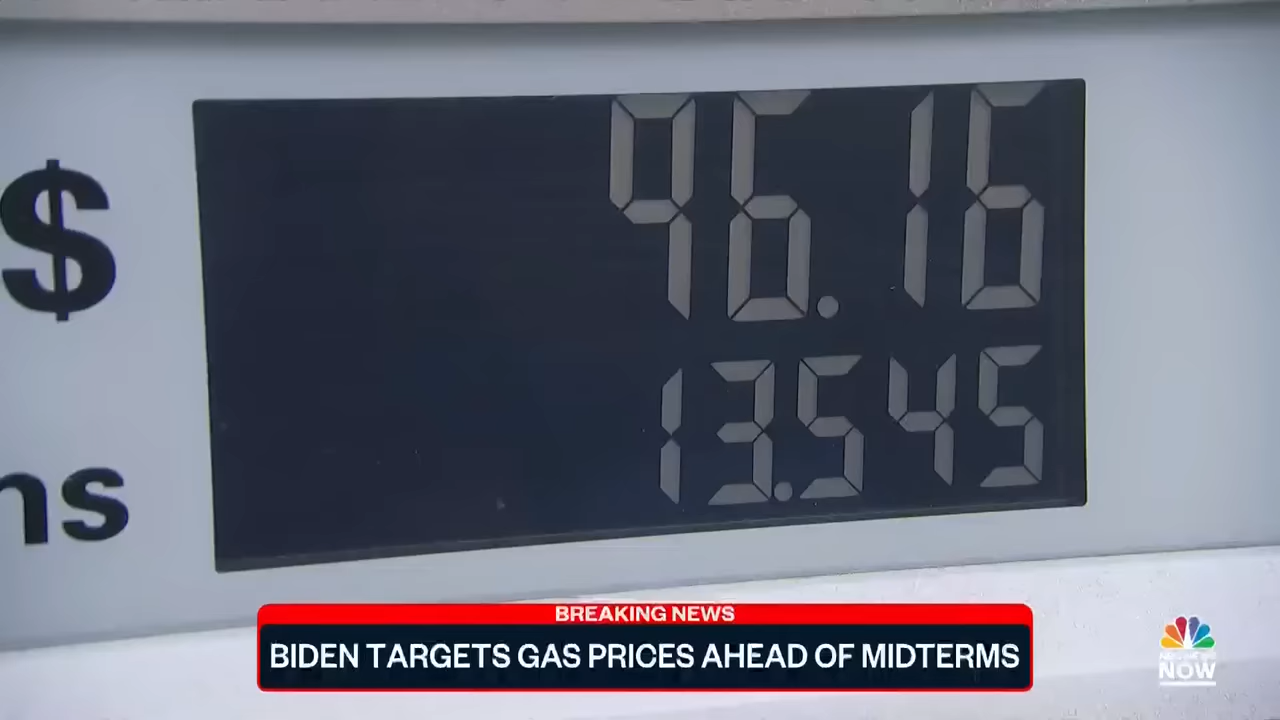 $ 96.16
ns 13.545
BREAKING NEWS
BIDEN TARGETS GAS PRICES AHEAD OF MIDTERMS
NOW